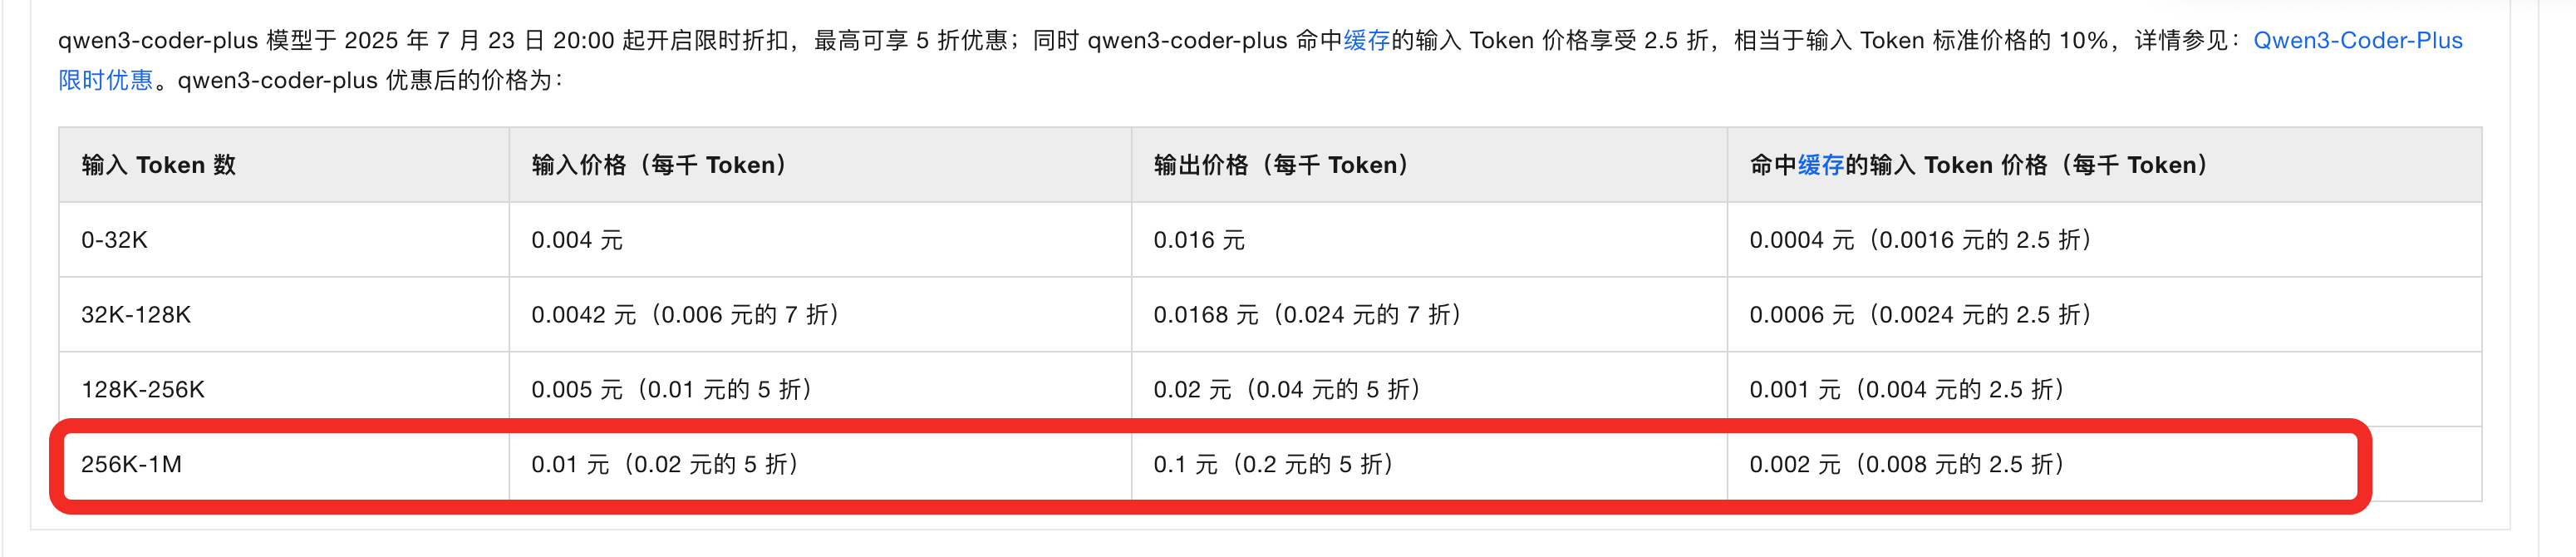 qwen3-coder-plus 模型于 2025 年 7 月 23 日 20:00 起开启限时折扣，最高可享 5 折优惠；同时 qwen3-coder-plus 命中缓存的输入 Token 价格享受 2.5 折，相当于输入 Token 标准价格的 10%，详情参见：Qwen3-Coder-Plus
限时优惠。qwen3-coder-plus 优惠后的价格为：
输入 Token 数 输入价格（每千 Token） 输出价格（每千 Token） 命中缓存的输入 Token 价格（每千 Token）
0-32K 0.004 元 0.016 元 0.0004 元（0.0016 元的 2.5 折）
32K-128K 0.0042 元（0.006 元的 7 折） 0.0168 元（0.024 元的 7 折） 0.0006 元（0.0024 元的 2.5 折）
128K-256K 0.005 元（0.01 元的 5 折） 0.02 元（0.04 元的 5 折） 0.001 元（0.004 元的 2.5 折）
256K-1M 0.01 元（0.02 元的 5 折） 0.1 元（0.2 元的 5 折） 0.002 元（0.008 元的 2.5 折）